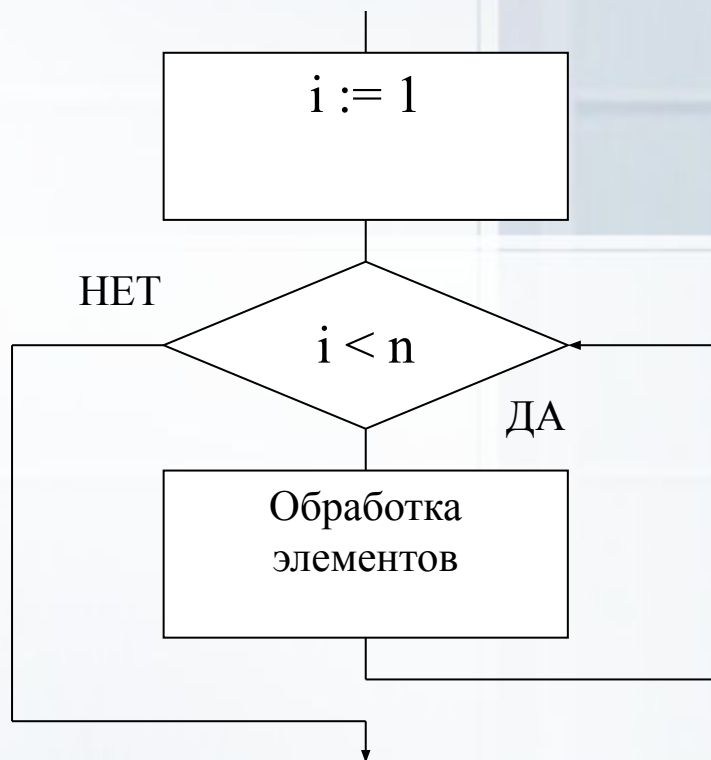 i := 1
НЕТ
i < n
ДА
Обработка
элементов